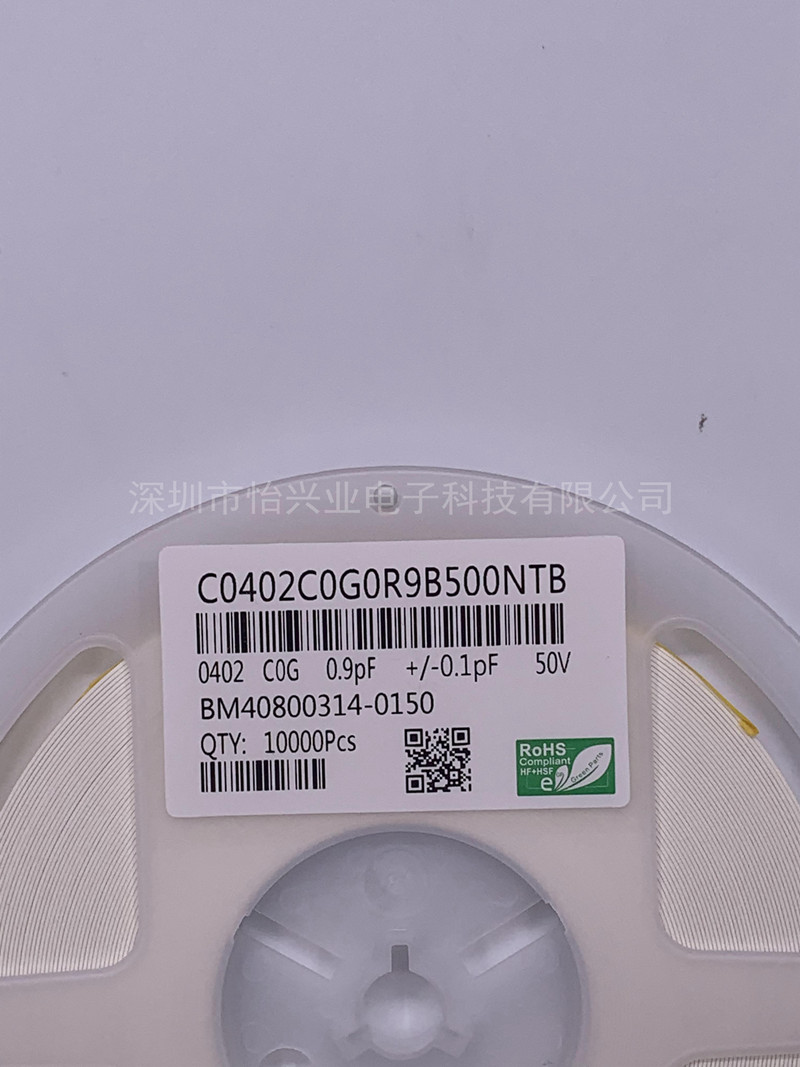 深圳市怡兴业电子科技有限公司
C0402C0G0R9B500NTB
0402 C0G 0.9pF +/-0.1pF 50V
BM40800314-0150
QTY: 10000Pcs
RoHS
Compliant
HF+HSF
e Green Parts